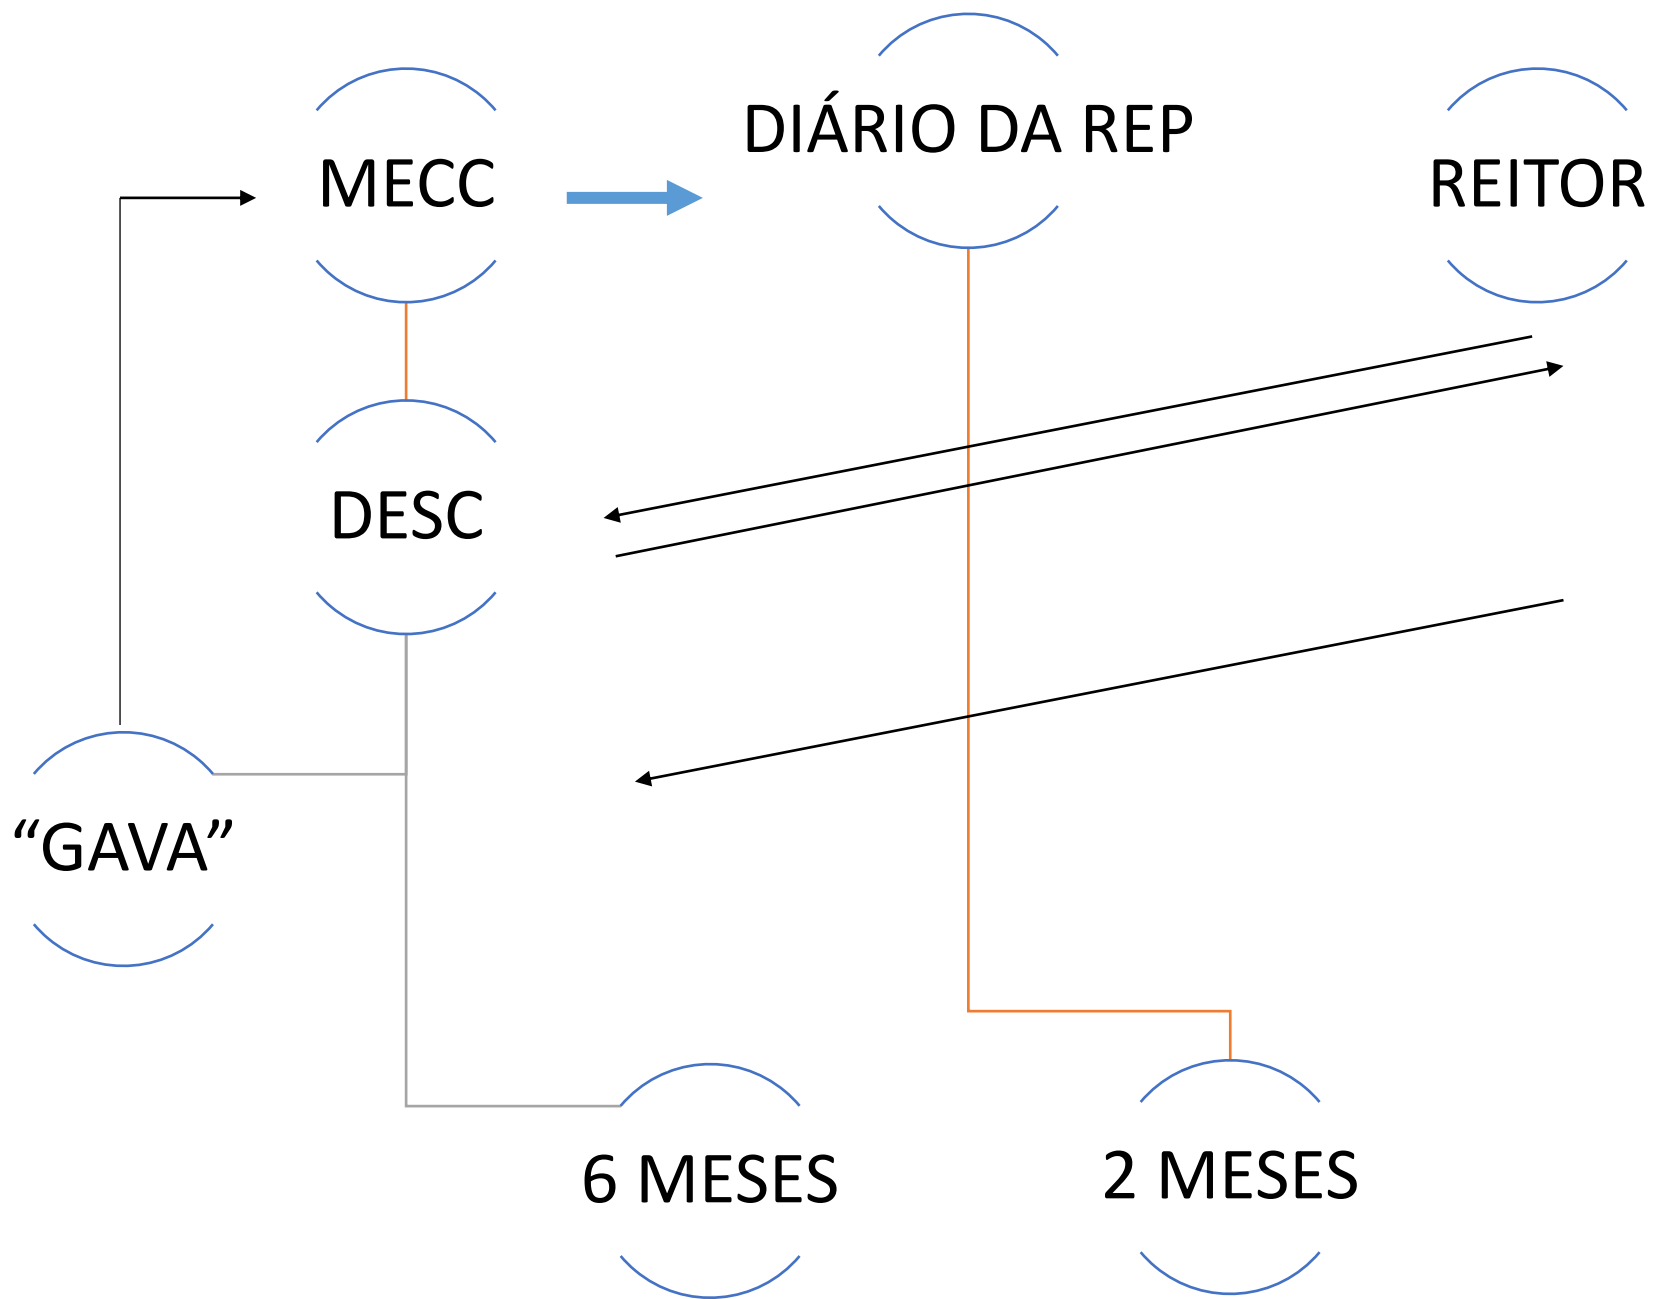 DIÁRIO DA REP
MECC
REITOR
DESC
“GAVA”
6 MESES
2 MESES